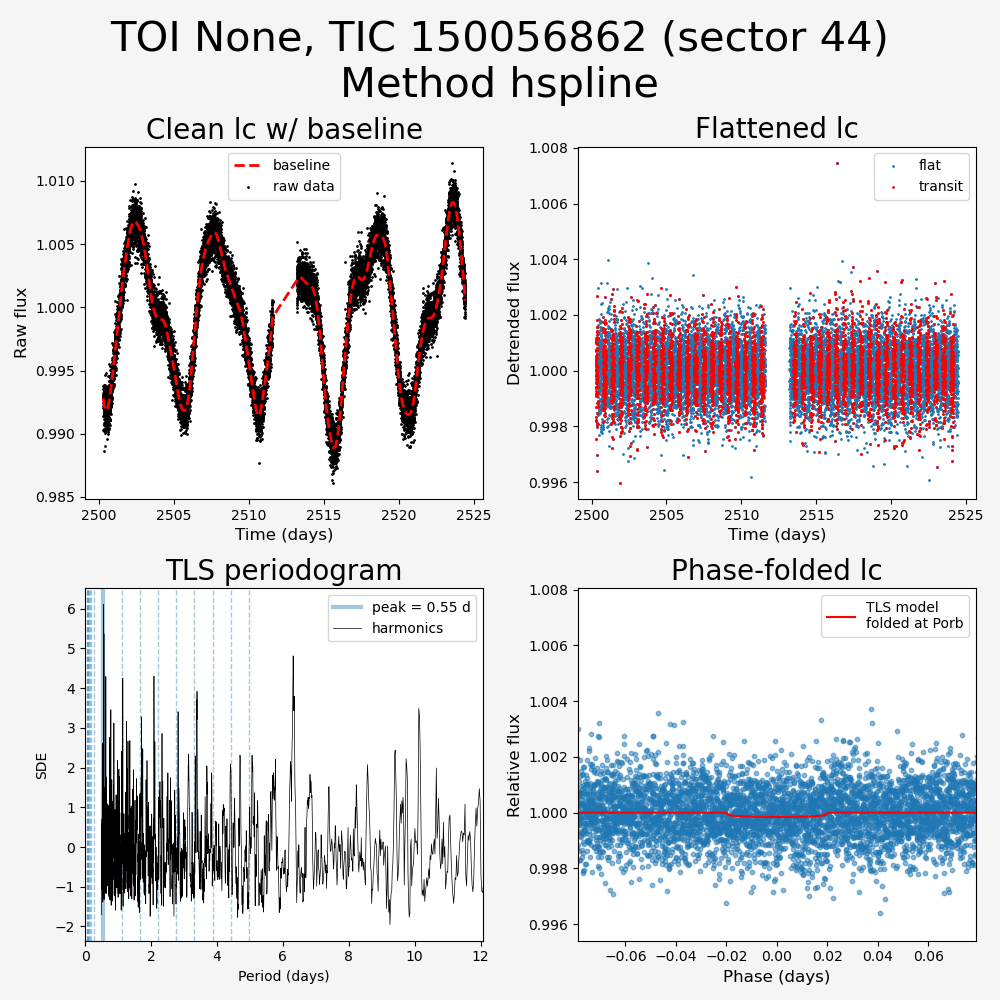 TOI None, TIC 150056862 (sector 44)
Method hspline
Clean lc w/ baseline
baseline
raw data
1.010
1.005
1.000
0.995
0.990
0.985
Raw flux
2500
2505
2510
2515
2520
2525
Time (days)
Flattened lc
flat
transit
1.008
1.006
1.004
1.002
1.000
0.998
0.996
Detrended flux
2500
2505
2510
2515
2520
2525
Time (days)
TLS periodogram
peak = 0.55 d
harmonics
6
5
4
3
2
1
0
−1
−2
SDE
0
2
4
6
8
10
12
Period (days)
Phase-folded lc
TLS model
folded at Porb
1.008
1.006
1.004
1.002
1.000
0.998
0.996
Relative flux
−0.06
−0.04
−0.02
0.00
0.02
0.04
0.06
Phase (days)